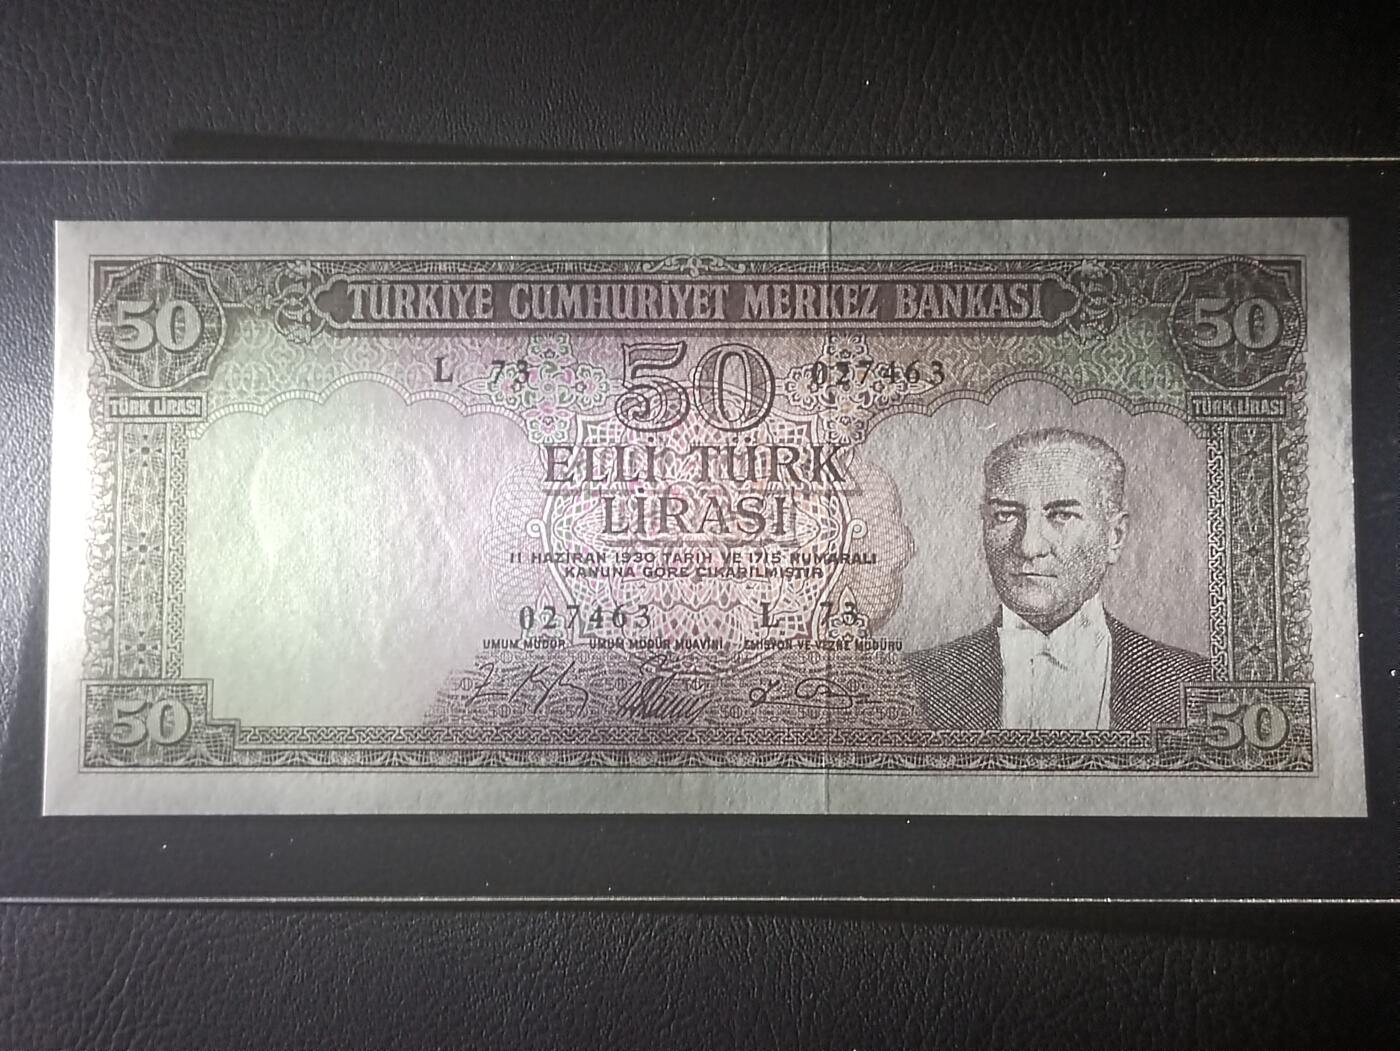 50 TÜRKİYE CUMHURİYET MERKEZ BANKASI 50
L 73 50 027463
TÜRK LİRASI TÜRK LİRASI
ELLİ TÜRK
LİRASI
11 HAZİRAN 1930 TARİH VE 1715 NUMARALI
KANUNA GÖRE ÇIKARILMIŞTIR
027463 L 73
UMUM MÜDÜR UMUM MÜDÜR MUAVİNİ EMİSYON VE VEZNE MÜDÜRÜ
50 50